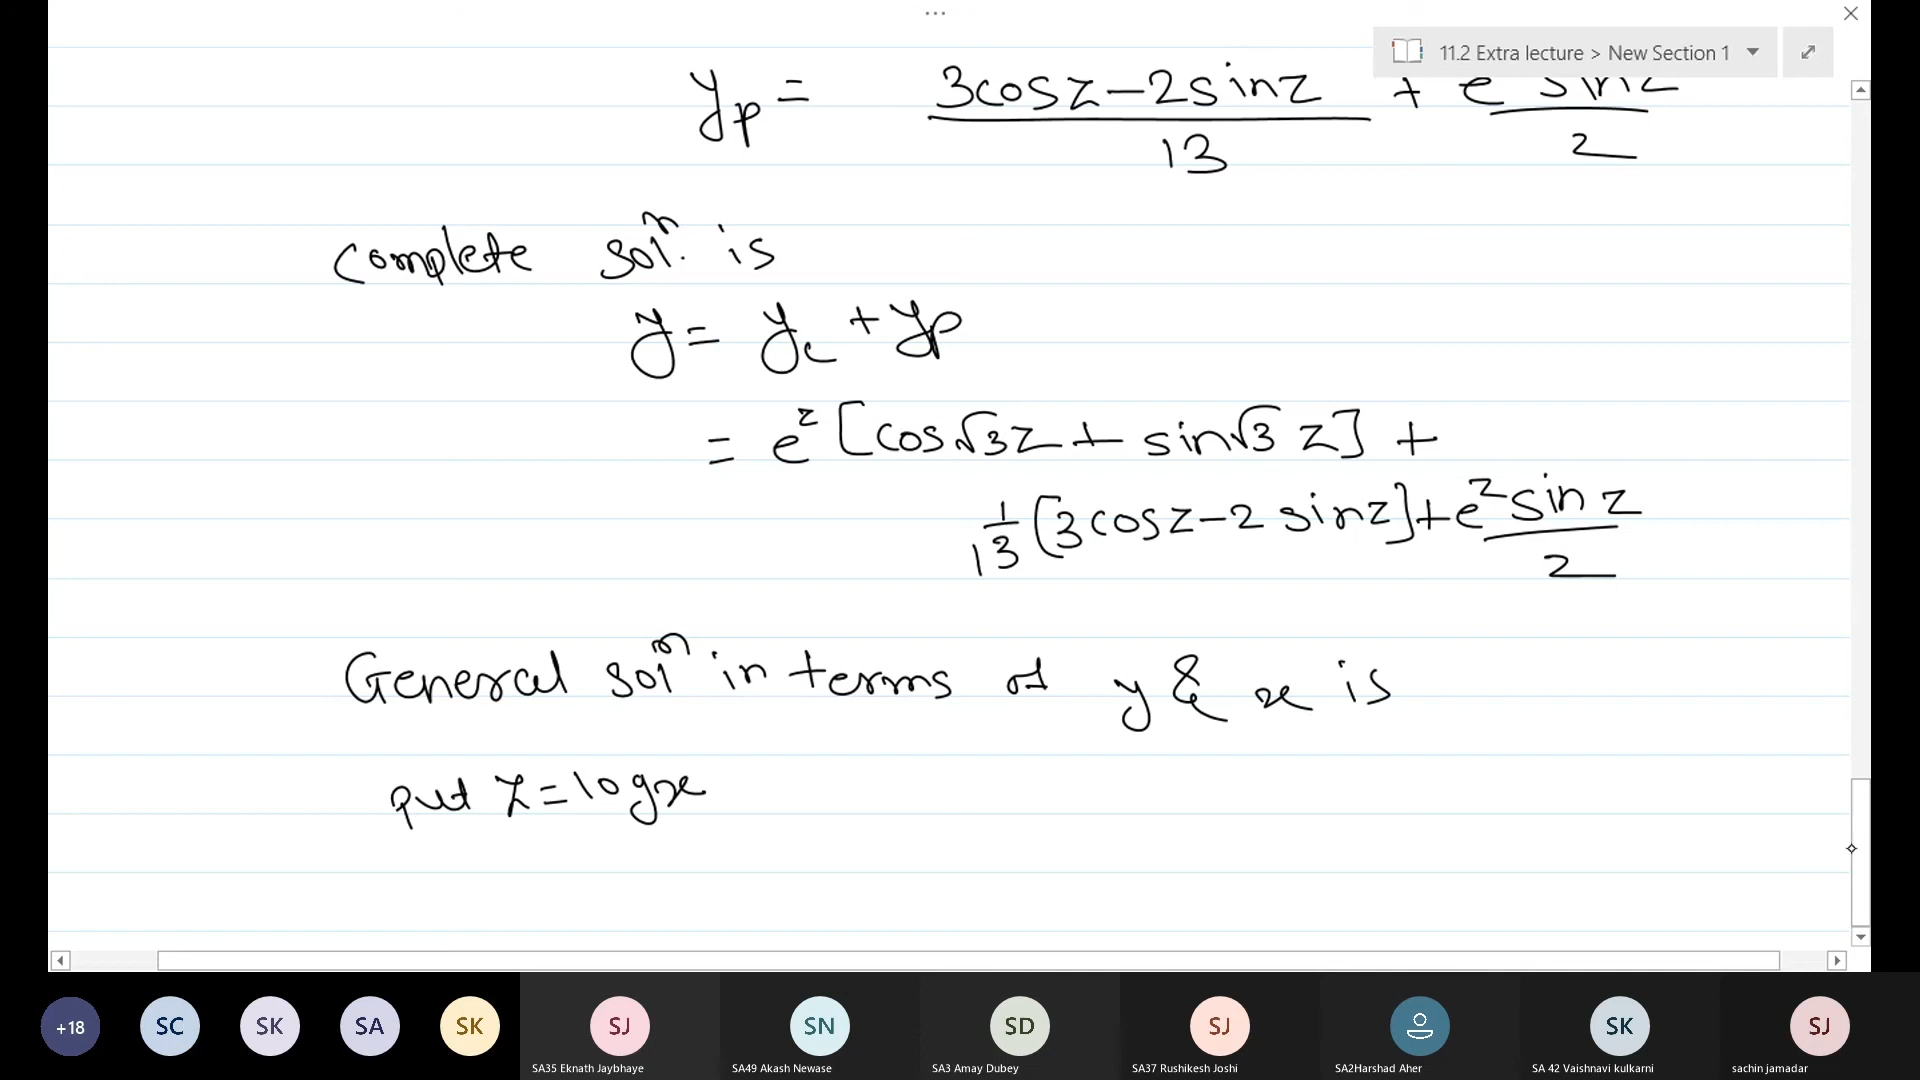 11.2 Extra lecture > New Section 1
yp = 3cosz-2sinz/13 + e sinz/2
complete solⁿ. is
y = yc + yp
= e^z [cos√3z + sin√3 z] +
1/13 (3cosz-2 sinz] + e^z sin z/2
General solⁿ in terms of y & x is
put z=logx
+18 SC SK SA SK SJ SN SD SJ SK SJ
SA35 Eknath Jaybhaye SA49 Akash Newase SA3 Amay Dubey SA37 Rushikesh Joshi SA2Harshad Aher SA 42 Vaishnavi kulkarni sachin jamadar